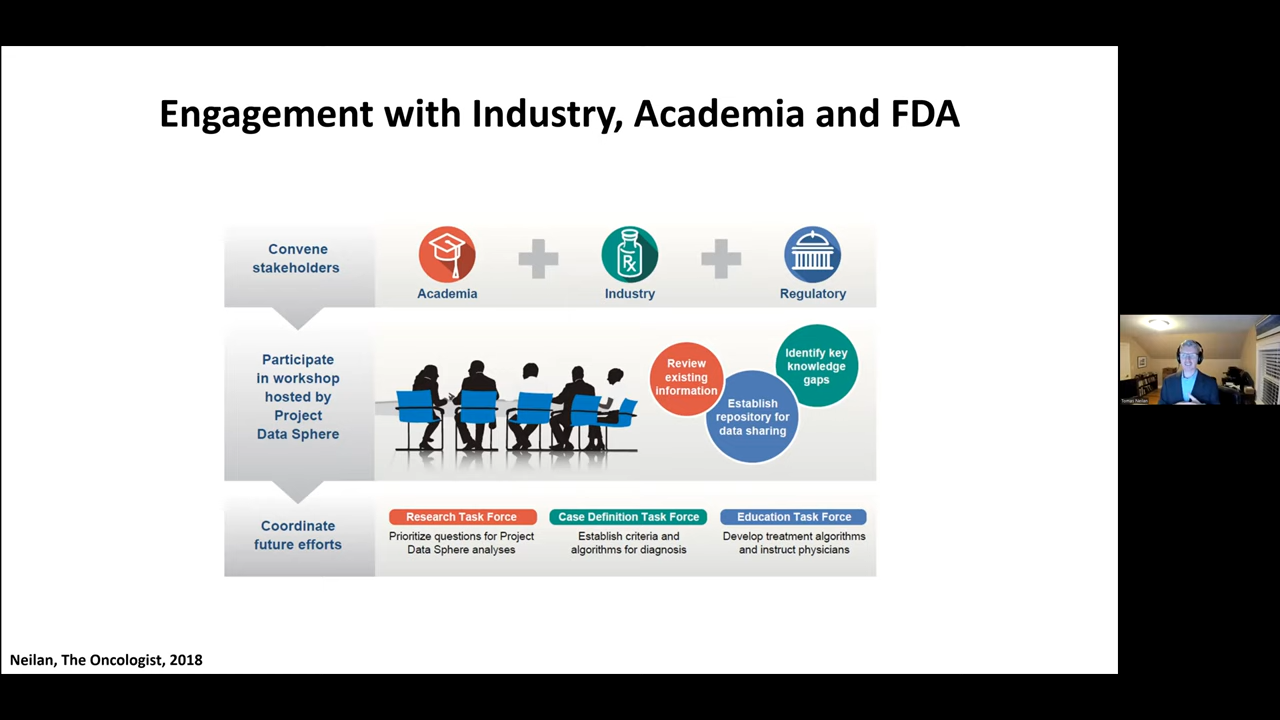 Engagement with Industry, Academia and FDA
Convene
stakeholders
Academia
Industry
Regulatory
Rx
Participate
in workshop
hosted by
Project
Data Sphere
Review
existing
information
Establish
repository for
data sharing
Identify key
knowledge
gaps
Coordinate
future efforts
Research Task Force
Prioritize questions for Project
Data Sphere analyses
Case Definition Task Force
Establish criteria and
algorithms for diagnosis
Education Task Force
Develop treatment algorithms
and instruct physicians
Neilan, The Oncologist, 2018
Tomas Neilan